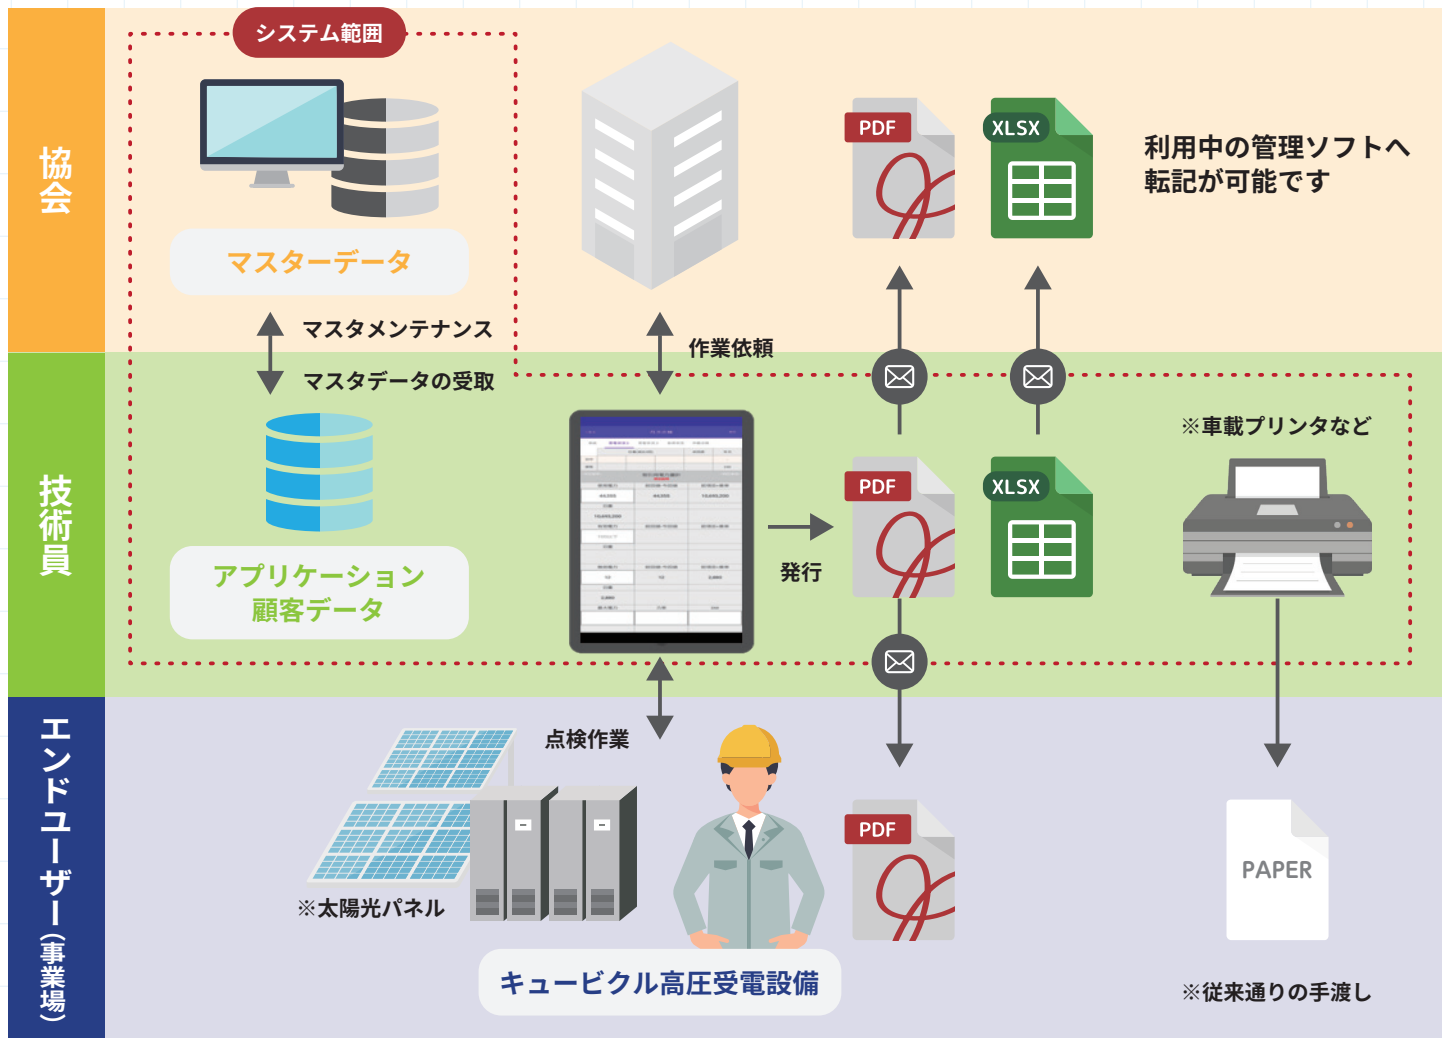 システム範囲
協会
マスターデータ
PDF
XLSX
利用中の管理ソフトへ
転記が可能です
マスタメンテナンス
マスタデータの受取
作業依頼
技術員
アプリケーション
顧客データ
発行
PDF
XLSX
※車載プリンタなど
エンドユーザー(事業場)
点検作業
※太陽光パネル
キュービクル高圧受電設備
PDF
PAPER
※従来通りの手渡し